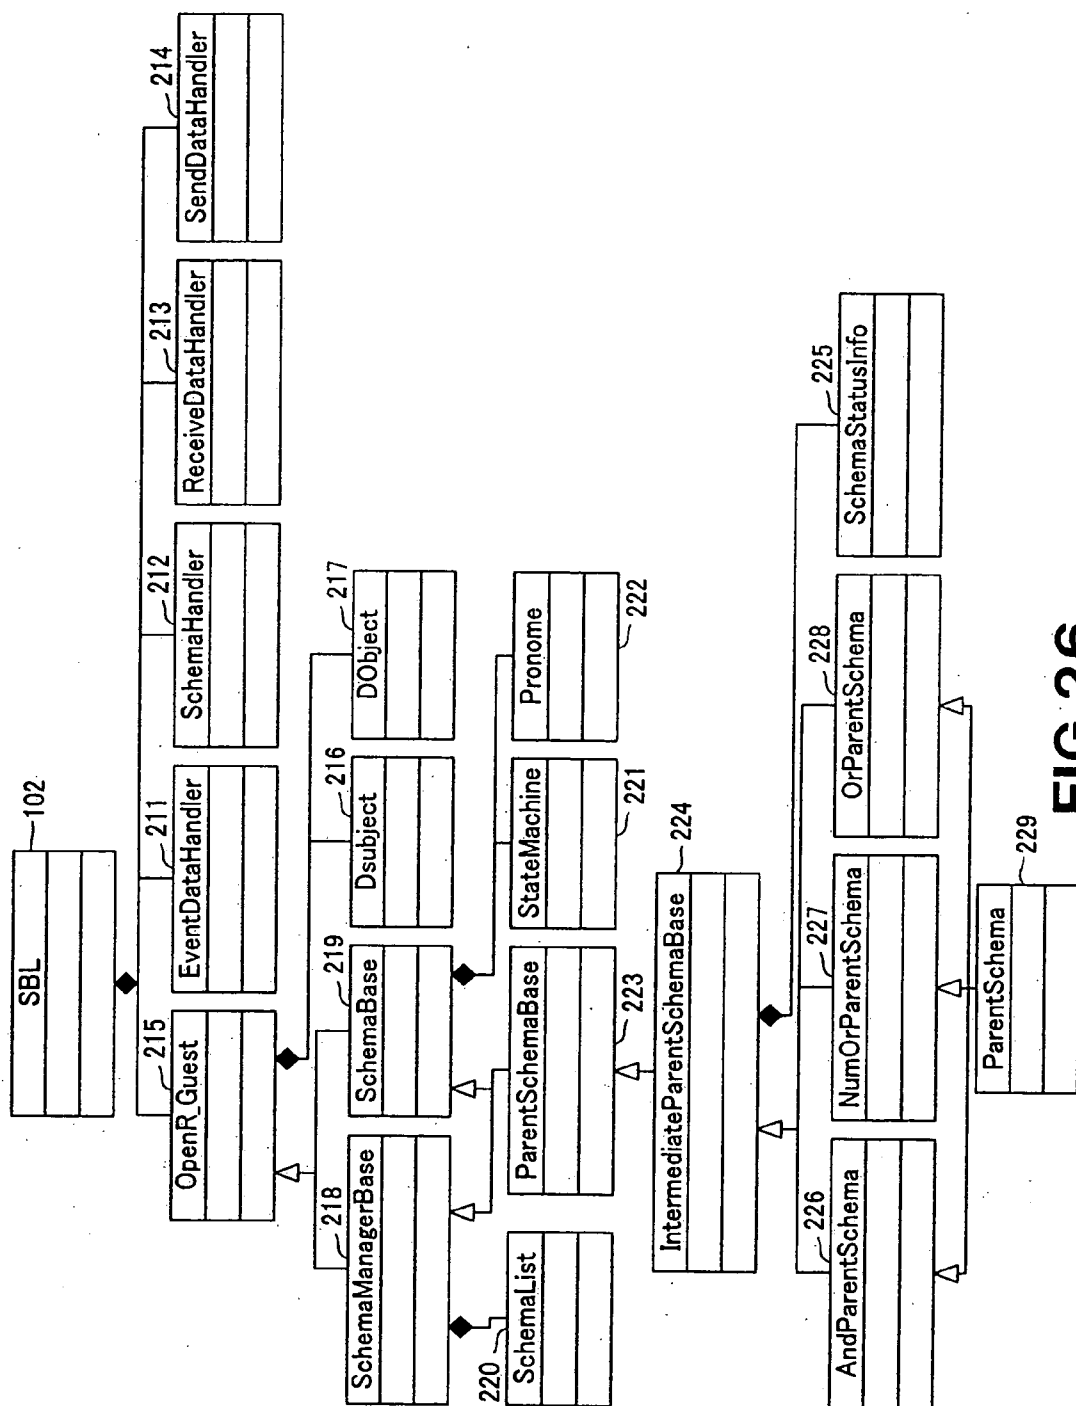 SBL
102
OpenR_Guest
215
EventDataHandler
211
SchemaHandler
212
ReceiveDataHandler
213
SendDataHandler
214
SchemaManagerBase
218
SchemaBase
219
Dsubject
216
DObject
217
SchemaList
220
ParentSchemaBase
223
StateMachine
221
Pronome
222
IntermediateParentSchemaBase
224
AndParentSchema
226
NumOrParentSchema
227
OrParentSchema
228
SchemaStatusInfo
225
ParentSchema
229
FIG.26